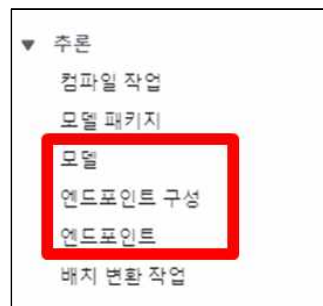 ▼ 추론
컴파일 작업
모델 패키지
모델
엔드포인트 구성
엔드포인트
배치 변환 작업